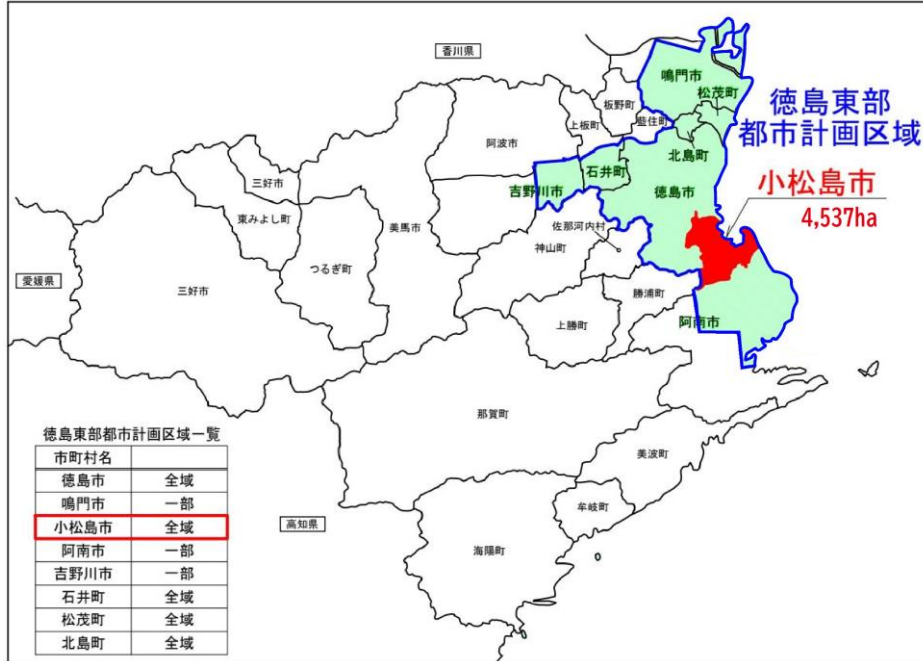 香川県
鳴門市
松茂町
板野町
上板町
藍住町
徳島東部
都市計画区域
阿波市
北島町
石井町
吉野川市
徳島市
小松島市
4,537ha
三好市
東みよし町
美馬市
佐那河内村
神山町
つるぎ町
愛媛県
三好市
勝浦町
上勝町
阿南市
那賀町
美波町
牟岐町
高知県
海陽町
徳島東部都市計画区域一覧
市町村名
徳島市 全域
鳴門市 一部
小松島市 全域
阿南市 一部
吉野川市 一部
石井町 全域
松茂町 全域
北島町 全域